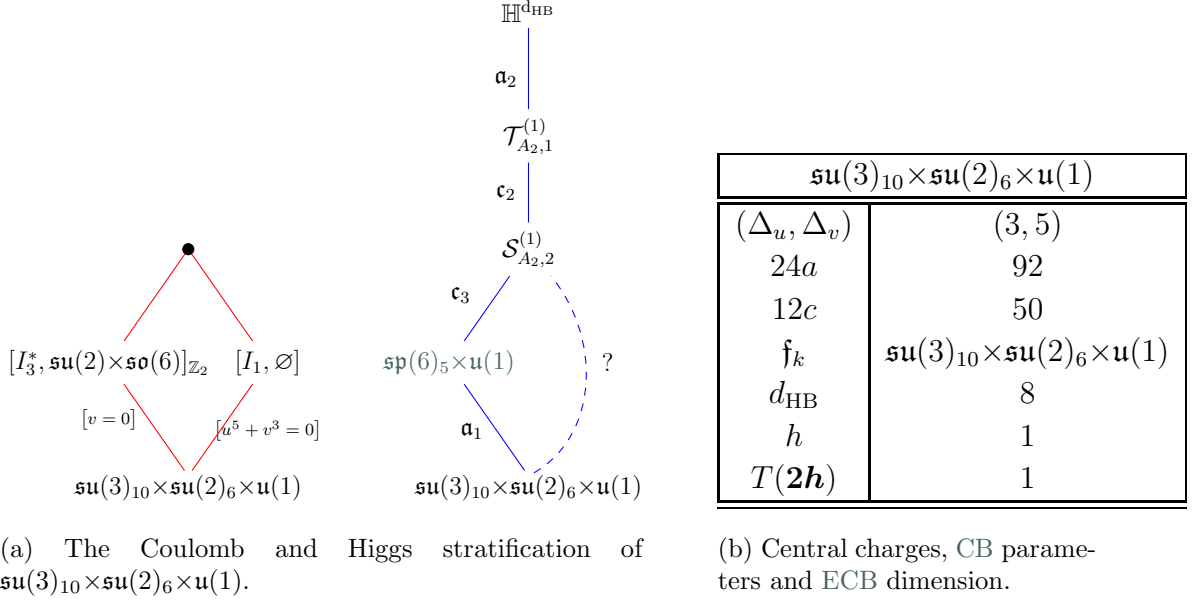 ℍ^{d_HB}
𝔞₂
𝒯^{(1)}_{A₂,1}
𝔠₂
𝒮^{(1)}_{A₂,2}
𝔠₃
[I₃*, 𝔰𝔲(2)×𝔰𝔬(6)]_{ℤ₂} [I₁, ∅] 𝔰𝔭(6)₅×𝔲(1) ?
[v = 0] [u⁵ + v³ = 0] 𝔞₁
𝔰𝔲(3)₁₀×𝔰𝔲(2)₆×𝔲(1) 𝔰𝔲(3)₁₀×𝔰𝔲(2)₆×𝔲(1)
(a) The Coulomb and Higgs stratification of
𝔰𝔲(3)₁₀×𝔰𝔲(2)₆×𝔲(1).
𝔰𝔲(3)₁₀×𝔰𝔲(2)₆×𝔲(1)
(Δ_u, Δ_v) (3, 5)
24a 92
12c 50
𝔣_k 𝔰𝔲(3)₁₀×𝔰𝔲(2)₆×𝔲(1)
d_HB 8
h 1
T(2h) 1
(b) Central charges, CB parame-
ters and ECB dimension.